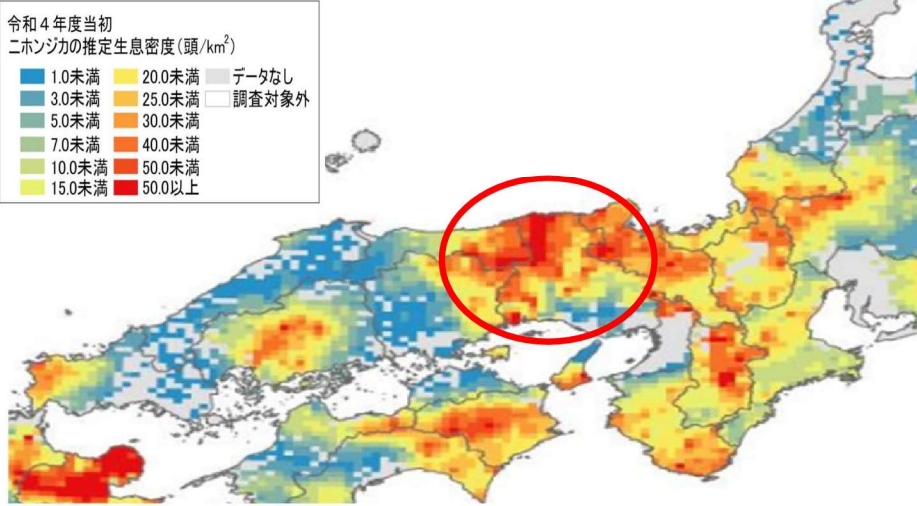 令和４年度当初
ニホンジカの推定生息密度（頭/km²）
1.0未満 20.0未満 データなし
3.0未満 25.0未満 調査対象外
5.0未満 30.0未満
7.0未満 40.0未満
10.0未満 50.0未満
15.0未満 50.0以上